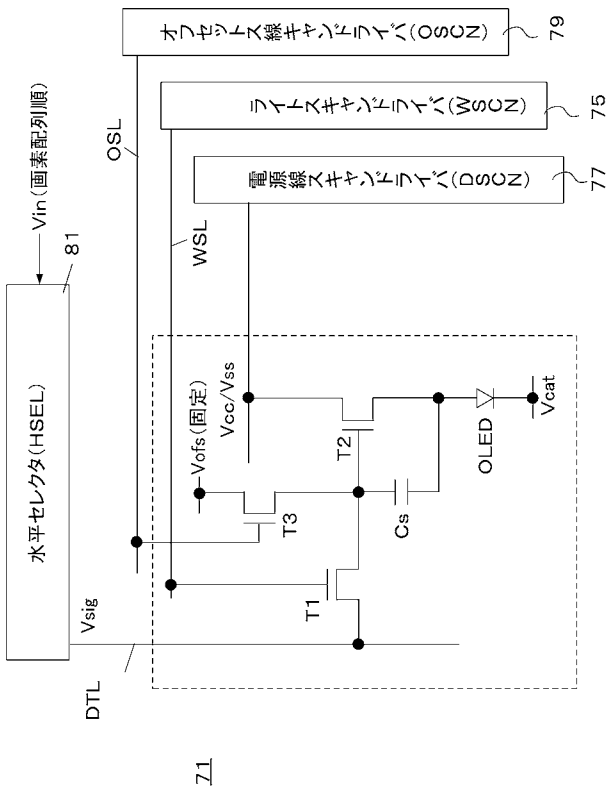 71
水平セレクタ(HSEL)
81
Vin(画素配列順)
DTL
Vsig
OSL
WSL
Vofs(固定)
Vcc/Vss
T1
T3
T2
Cs
OLED
Vcat
電源線スキャンドライバ(DSCN)
77
ライトスキャンドライバ(WSCN)
75
オフセットス線キャンドライバ(OSCN)
79